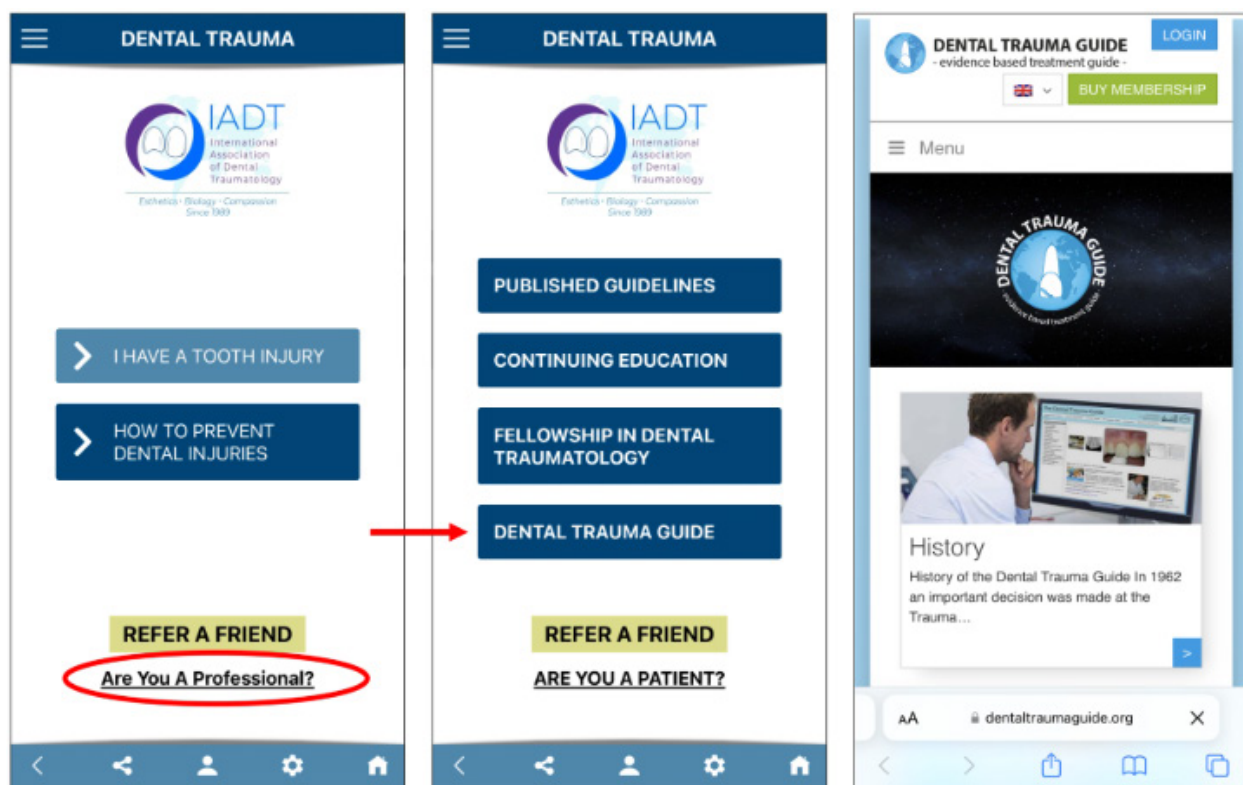 DENTAL TRAUMA
IADT
International
Association
of Dental
Traumatology
Esthetics · Biology · Compassion
Since 1989
I HAVE A TOOTH INJURY
HOW TO PREVENT
DENTAL INJURIES
REFER A FRIEND
Are You A Professional?
DENTAL TRAUMA
IADT
International
Association
of Dental
Traumatology
Esthetics · Biology · Compassion
Since 1989
PUBLISHED GUIDELINES
CONTINUING EDUCATION
FELLOWSHIP IN DENTAL
TRAUMATOLOGY
DENTAL TRAUMA GUIDE
REFER A FRIEND
ARE YOU A PATIENT?
LOGIN
DENTAL TRAUMA GUIDE
- evidence based treatment guide -
BUY MEMBERSHIP
Menu
DENTAL TRAUMA GUIDE
- evidence based treatment guide -
History
History of the Dental Trauma Guide In 1962
an important decision was made at the
Trauma...
>
AA dentaltraumaguide.org